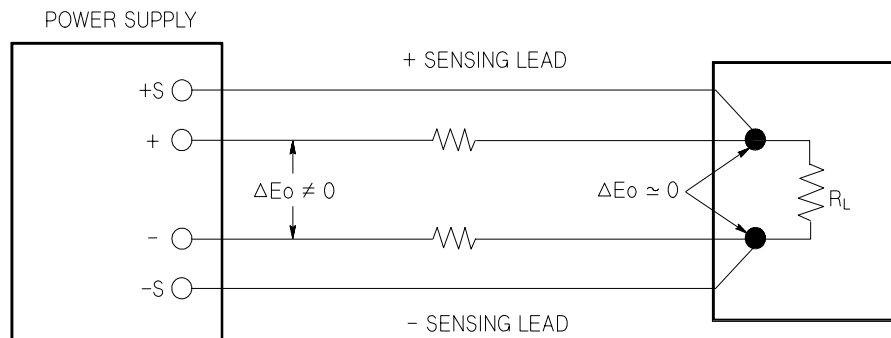 POWER SUPPLY
+ SENSING LEAD
+S
+
ΔEo ≠ 0
ΔEo ≃ 0
RL
-
-S
- SENSING LEAD